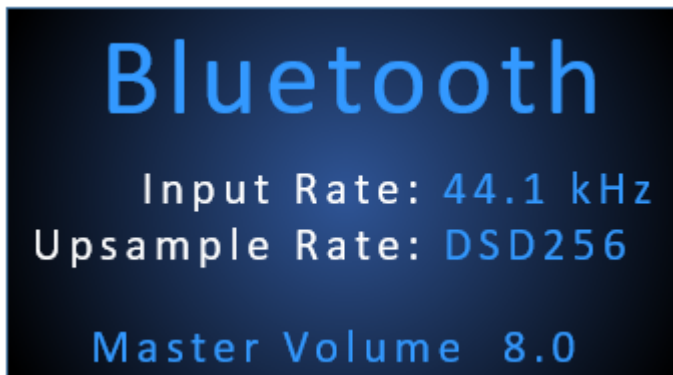 Bluetooth
Input Rate: 44.1 kHz
Upsample Rate: DSD256
Master Volume 8.0